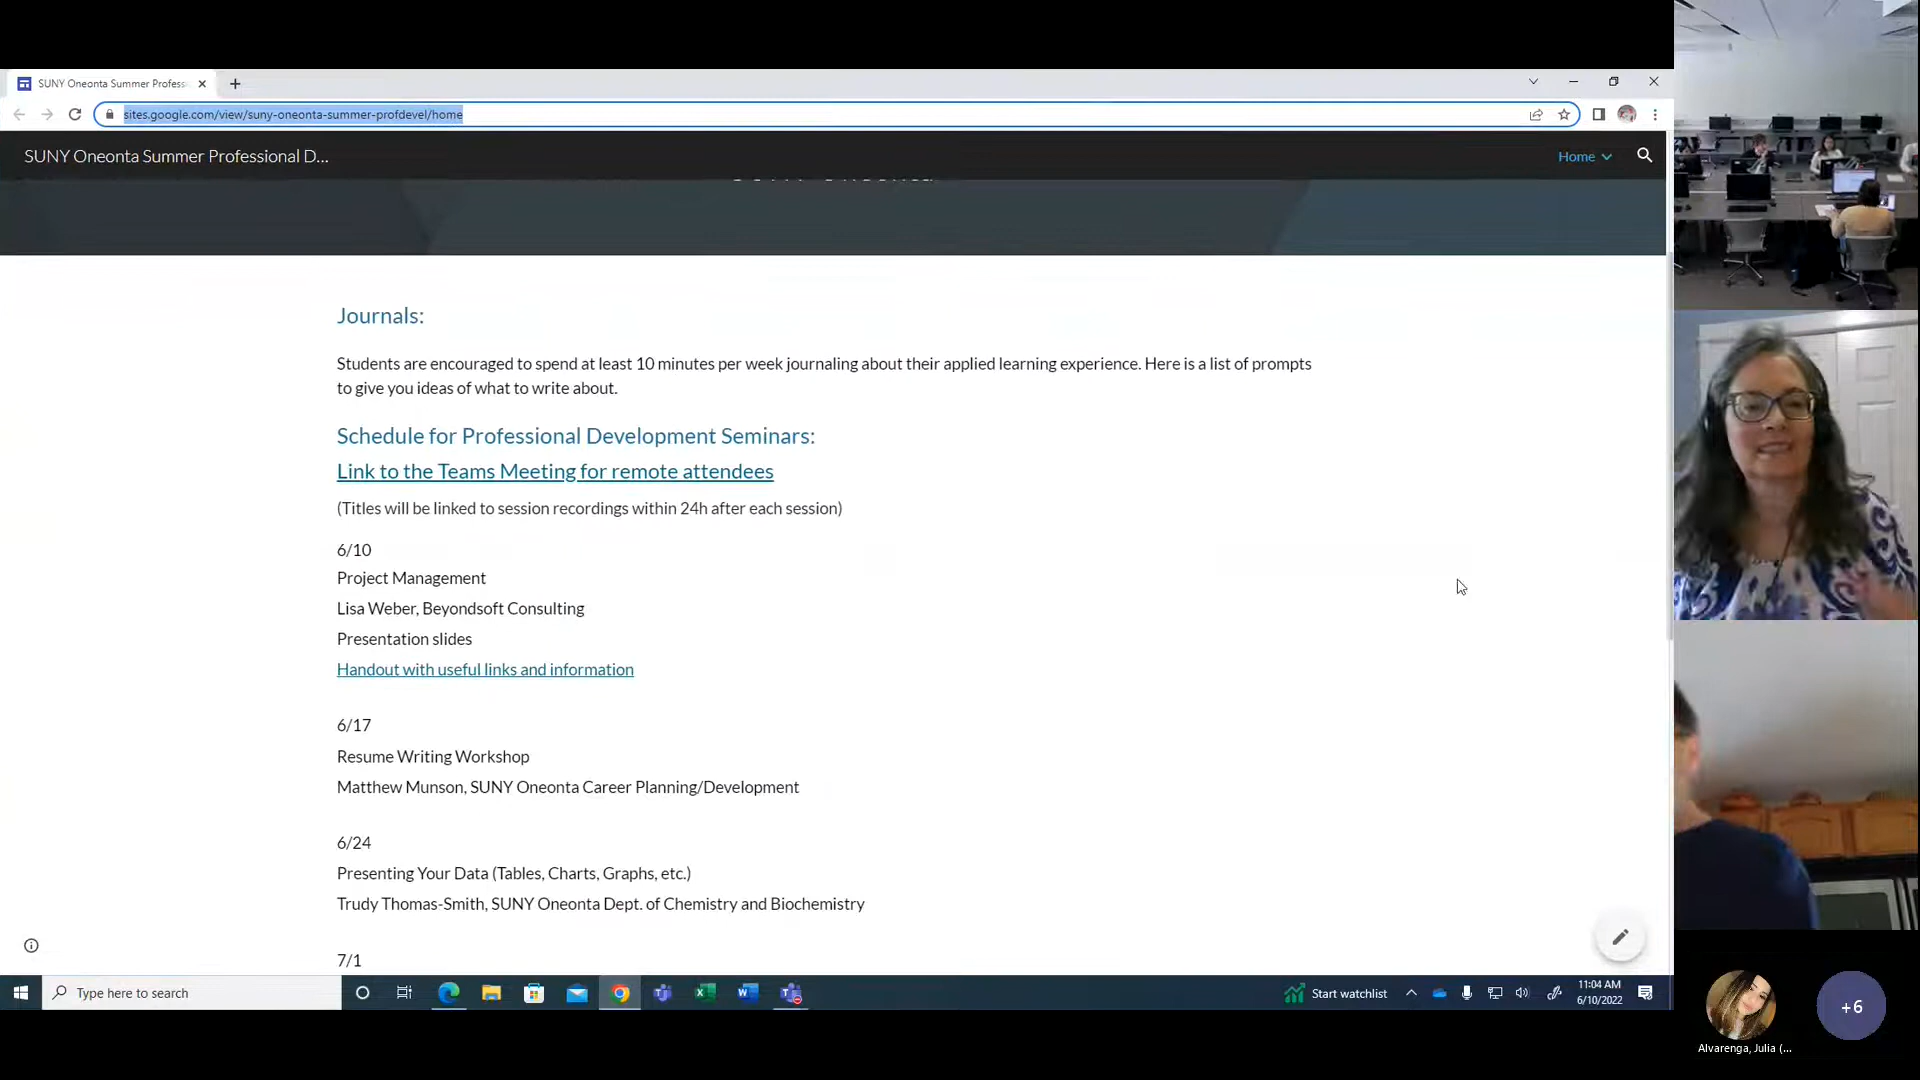 SUNY Oneonta Summer Profess
sites.google.com/view/suny-oneonta-summer-profdevel/home
SUNY Oneonta Summer Professional D...
Home
Journals:
Students are encouraged to spend at least 10 minutes per week journaling about their applied learning experience. Here is a list of prompts
to give you ideas of what to write about.
Schedule for Professional Development Seminars:
Link to the Teams Meeting for remote attendees
(Titles will be linked to session recordings within 24h after each session)
6/10
Project Management
Lisa Weber, Beyondsoft Consulting
Presentation slides
Handout with useful links and information
6/17
Resume Writing Workshop
Matthew Munson, SUNY Oneonta Career Planning/Development
6/24
Presenting Your Data (Tables, Charts, Graphs, etc.)
Trudy Thomas-Smith, SUNY Oneonta Dept. of Chemistry and Biochemistry
7/1
Type here to search
Start watchlist
11:04 AM
6/10/2022
+6
Alvarenga, Julia (...